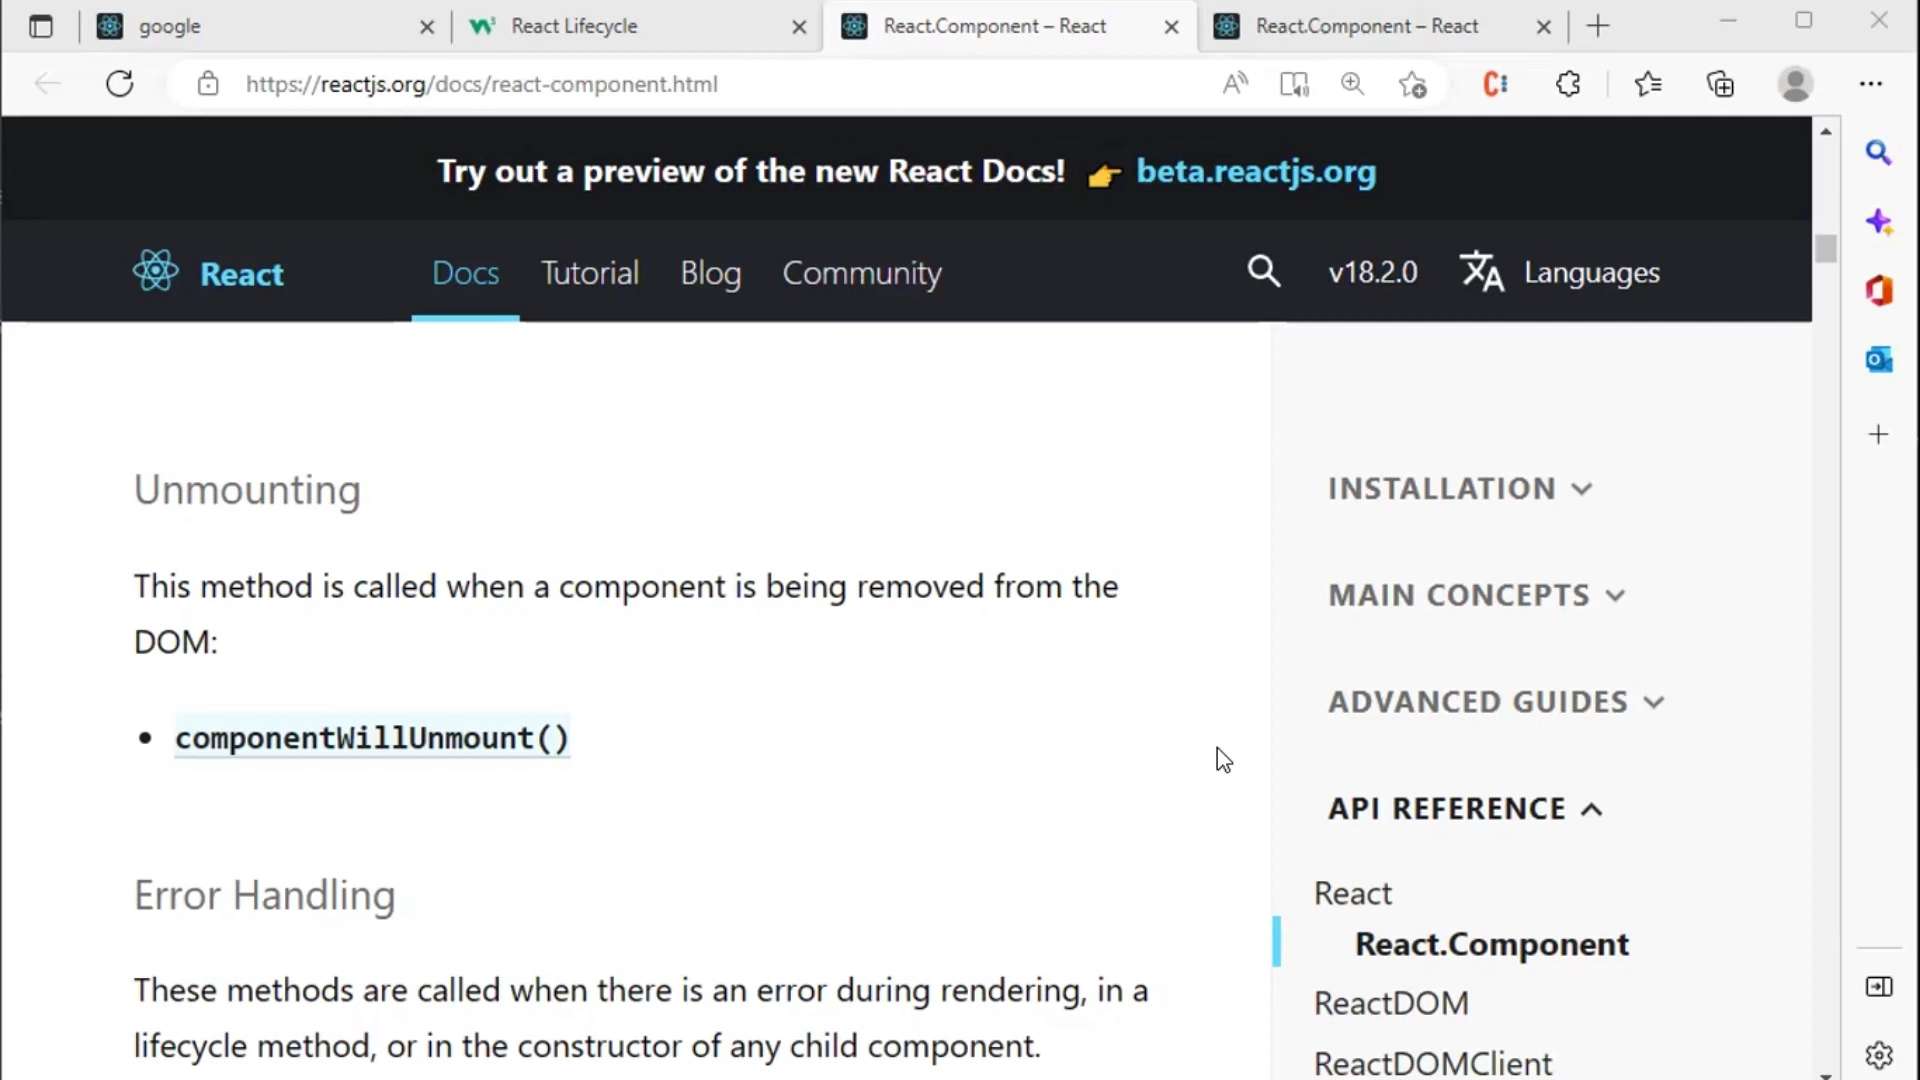 google
React Lifecycle
React.Component – React
React.Component – React
https://reactjs.org/docs/react-component.html
Try out a preview of the new React Docs! 👉 beta.reactjs.org
React
Docs
Tutorial
Blog
Community
v18.2.0
Languages
Unmounting
This method is called when a component is being removed from the
DOM:
• componentWillUnmount()
Error Handling
These methods are called when there is an error during rendering, in a
lifecycle method, or in the constructor of any child component.
INSTALLATION
MAIN CONCEPTS
ADVANCED GUIDES
API REFERENCE
React
React.Component
ReactDOM
ReactDOMClient